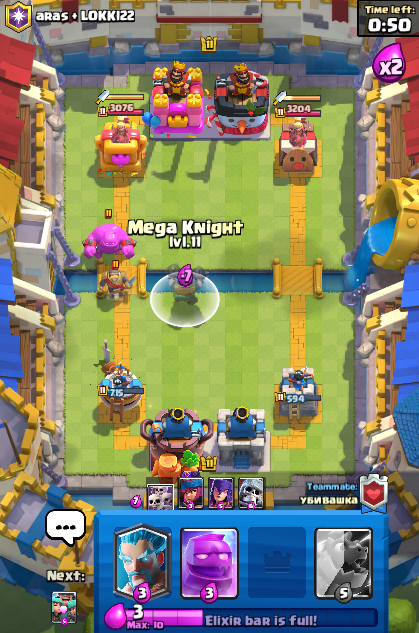 aras + LOKKI22
Time left:
0:50
x2
3076
3204
Mega Knight
lvl.11
-7
715
594
Teammate:
убивашка
...
Next:
3
3
5
3
Max: 10
Elixir bar is full!